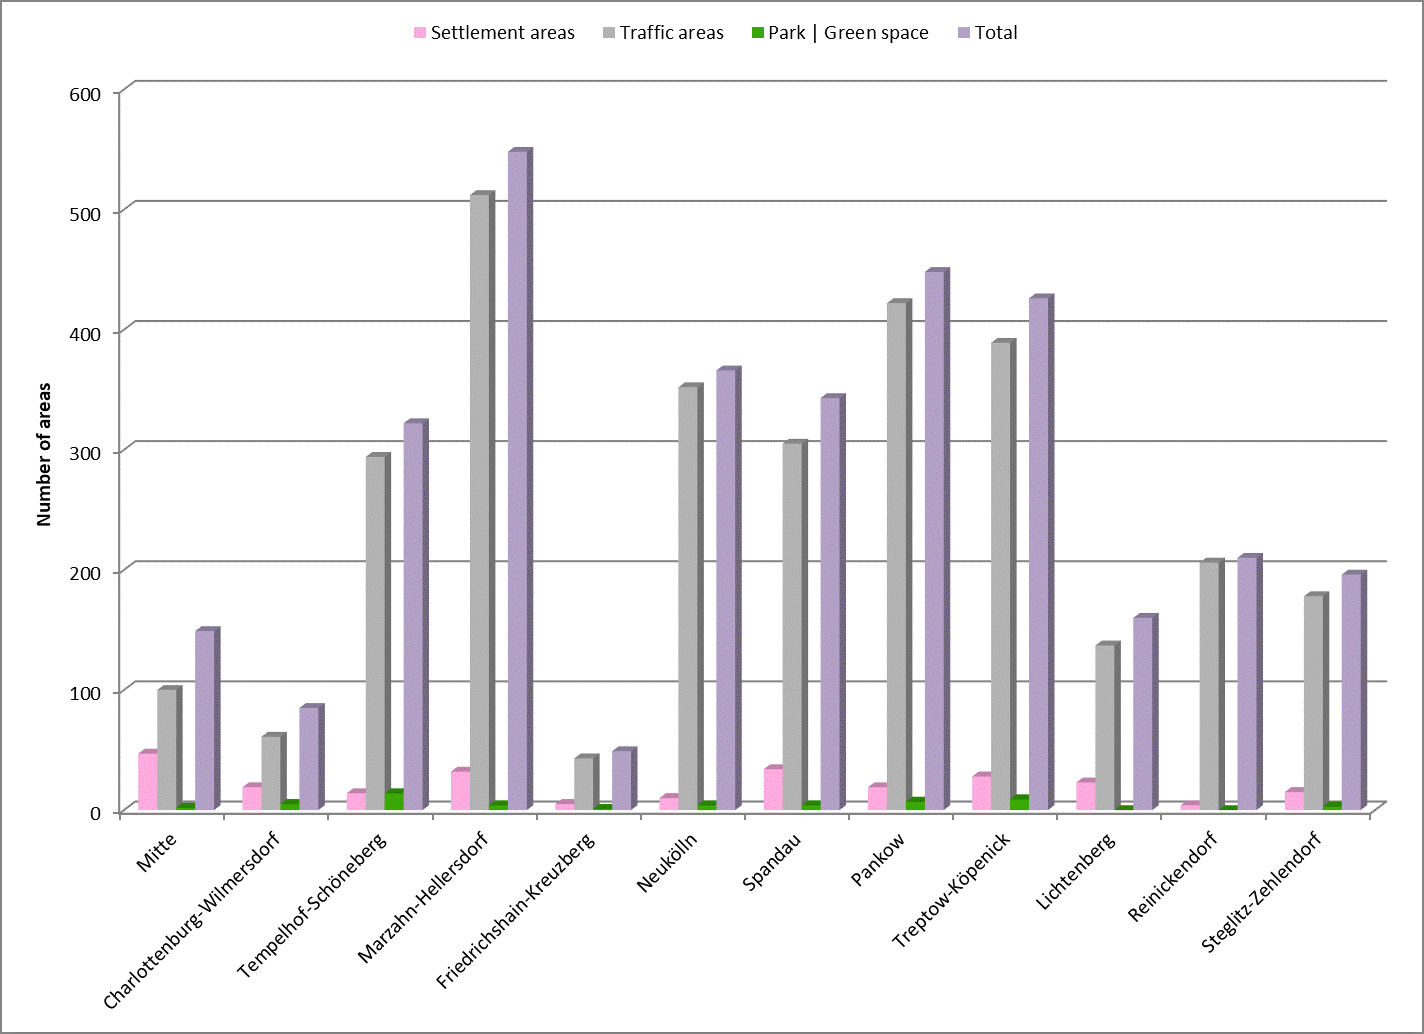 Settlement areas Traffic areas Park | Green space Total
600
500
400
300
200
100
0
Number of areas
Mitte
Charlottenburg-Wilmersdorf
Tempelhof-Schöneberg
Marzahn-Hellersdorf
Friedrichshain-Kreuzberg
Neukölln
Spandau
Pankow
Treptow-Köpenick
Lichtenberg
Reinickendorf
Steglitz-Zehlendorf